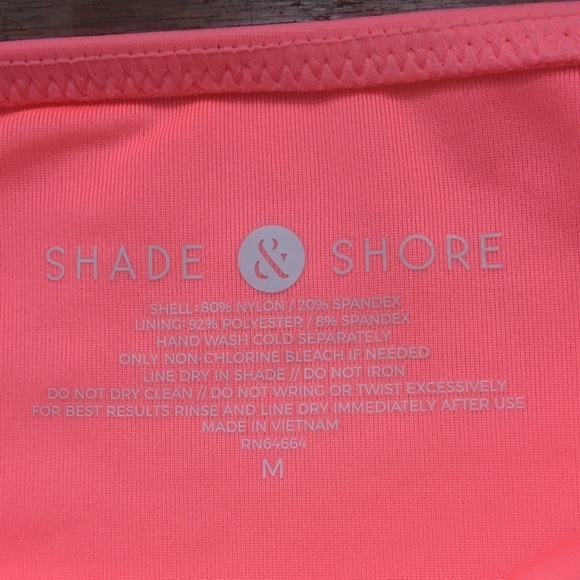 SHADE & SHORE
SHELL: 80% NYLON / 20% SPANDEX
LINING: 92% POLYESTER / 8% SPANDEX
HAND WASH COLD SEPARATELY
ONLY NON-CHLORINE BLEACH IF NEEDED
LINE DRY IN SHADE // DO NOT IRON
DO NOT DRY CLEAN // DO NOT WRING OR TWIST EXCESSIVELY
FOR BEST RESULTS RINSE AND LINE DRY IMMEDIATELY AFTER USE
MADE IN VIETNAM
RN64664
M